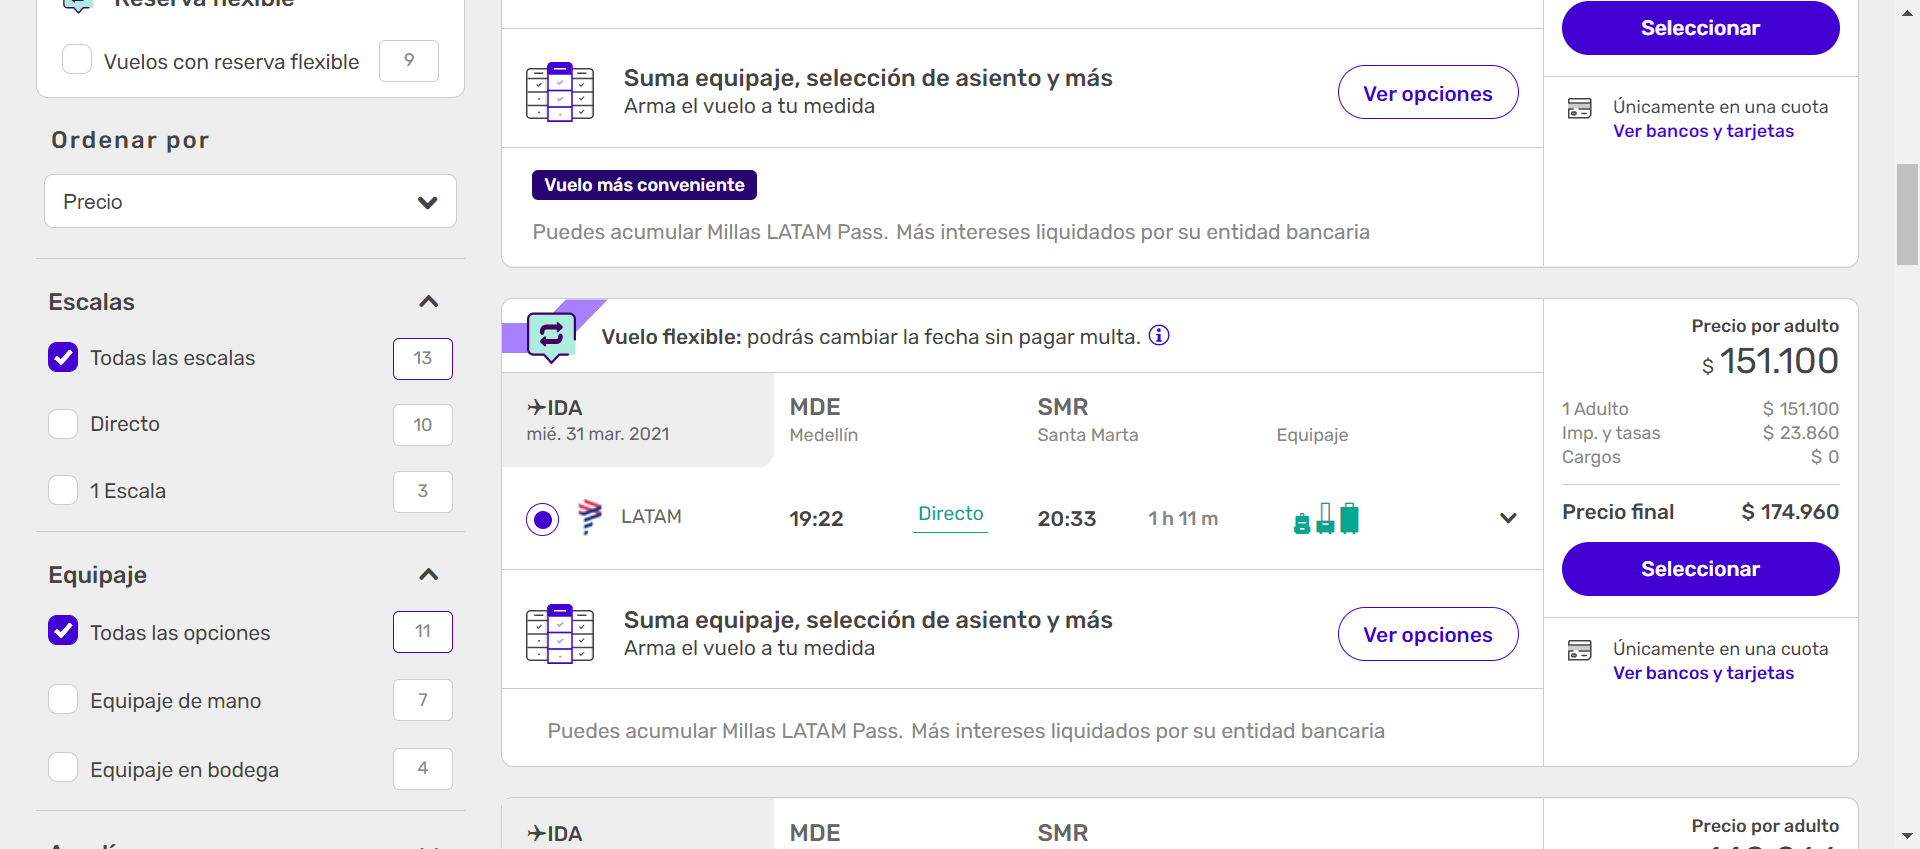 Reserva flexible
Vuelos con reserva flexible 9
Ordenar por
Precio
Escalas
Todas las escalas 13
Directo 10
1 Escala 3
Equipaje
Todas las opciones 11
Equipaje de mano 7
Equipaje en bodega 4
Suma equipaje, selección de asiento y más
Arma el vuelo a tu medida
Ver opciones
Vuelo más conveniente
Puedes acumular Millas LATAM Pass. Más intereses liquidados por su entidad bancaria
Seleccionar
Únicamente en una cuota
Ver bancos y tarjetas
Vuelo flexible: podrás cambiar la fecha sin pagar multa.
IDA
mié. 31 mar. 2021
MDE
Medellín
SMR
Santa Marta
Equipaje
LATAM 19:22 Directo 20:33 1 h 11 m
Suma equipaje, selección de asiento y más
Arma el vuelo a tu medida
Ver opciones
Puedes acumular Millas LATAM Pass. Más intereses liquidados por su entidad bancaria
Precio por adulto
$ 151.100
1 Adulto $ 151.100
Imp. y tasas $ 23.860
Cargos $ 0
Precio final $ 174.960
Seleccionar
Únicamente en una cuota
Ver bancos y tarjetas
IDA MDE SMR
Precio por adulto